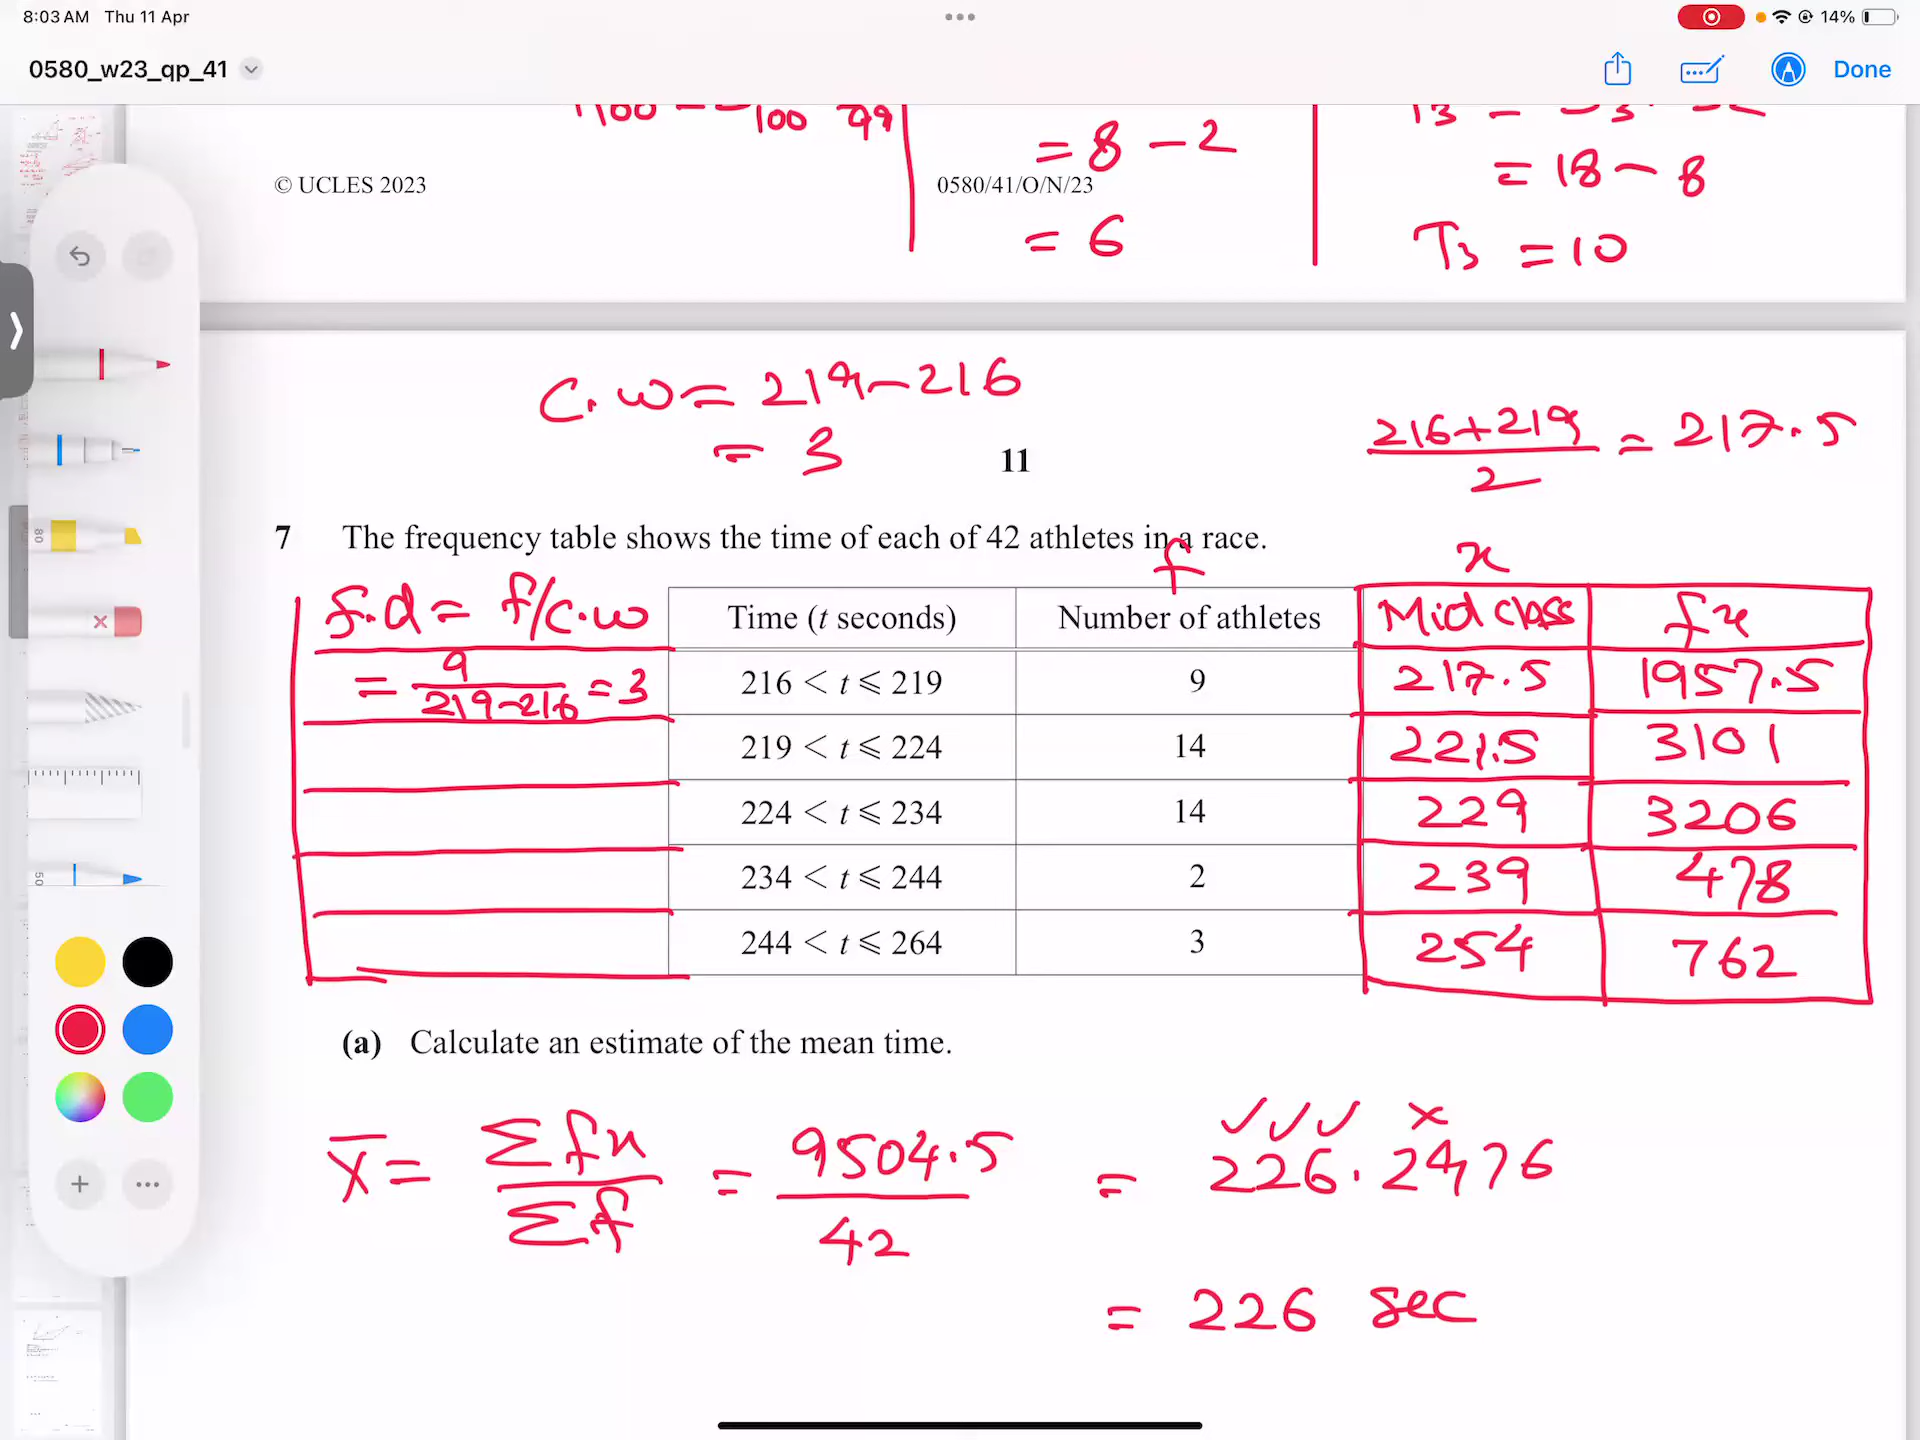 8:03 AM Thu 11 Apr
14%
0580_w23_qp_41
Done
= 8 - 2
= 18 - 8
© UCLES 2023
0580/41/O/N/23
= 6
T3 = 10
C.W = 219 - 216
= 3
216+219 / 2 = 217.5
11
7 The frequency table shows the time of each of 42 athletes in a race.
f
x
f.d = f/c.w Time (t seconds) Number of athletes Mid class fx
= 9 / 219-216 = 3 216 < t ⩽ 219 9 217.5 1957.5
219 < t ⩽ 224 14 221.5 3101
224 < t ⩽ 234 14 229 3206
234 < t ⩽ 244 2 239 478
244 < t ⩽ 264 3 254 762
(a) Calculate an estimate of the mean time.
X̄ = Σfx / Σf = 9504.5 / 42 = 226.2976
= 226 sec
80
50